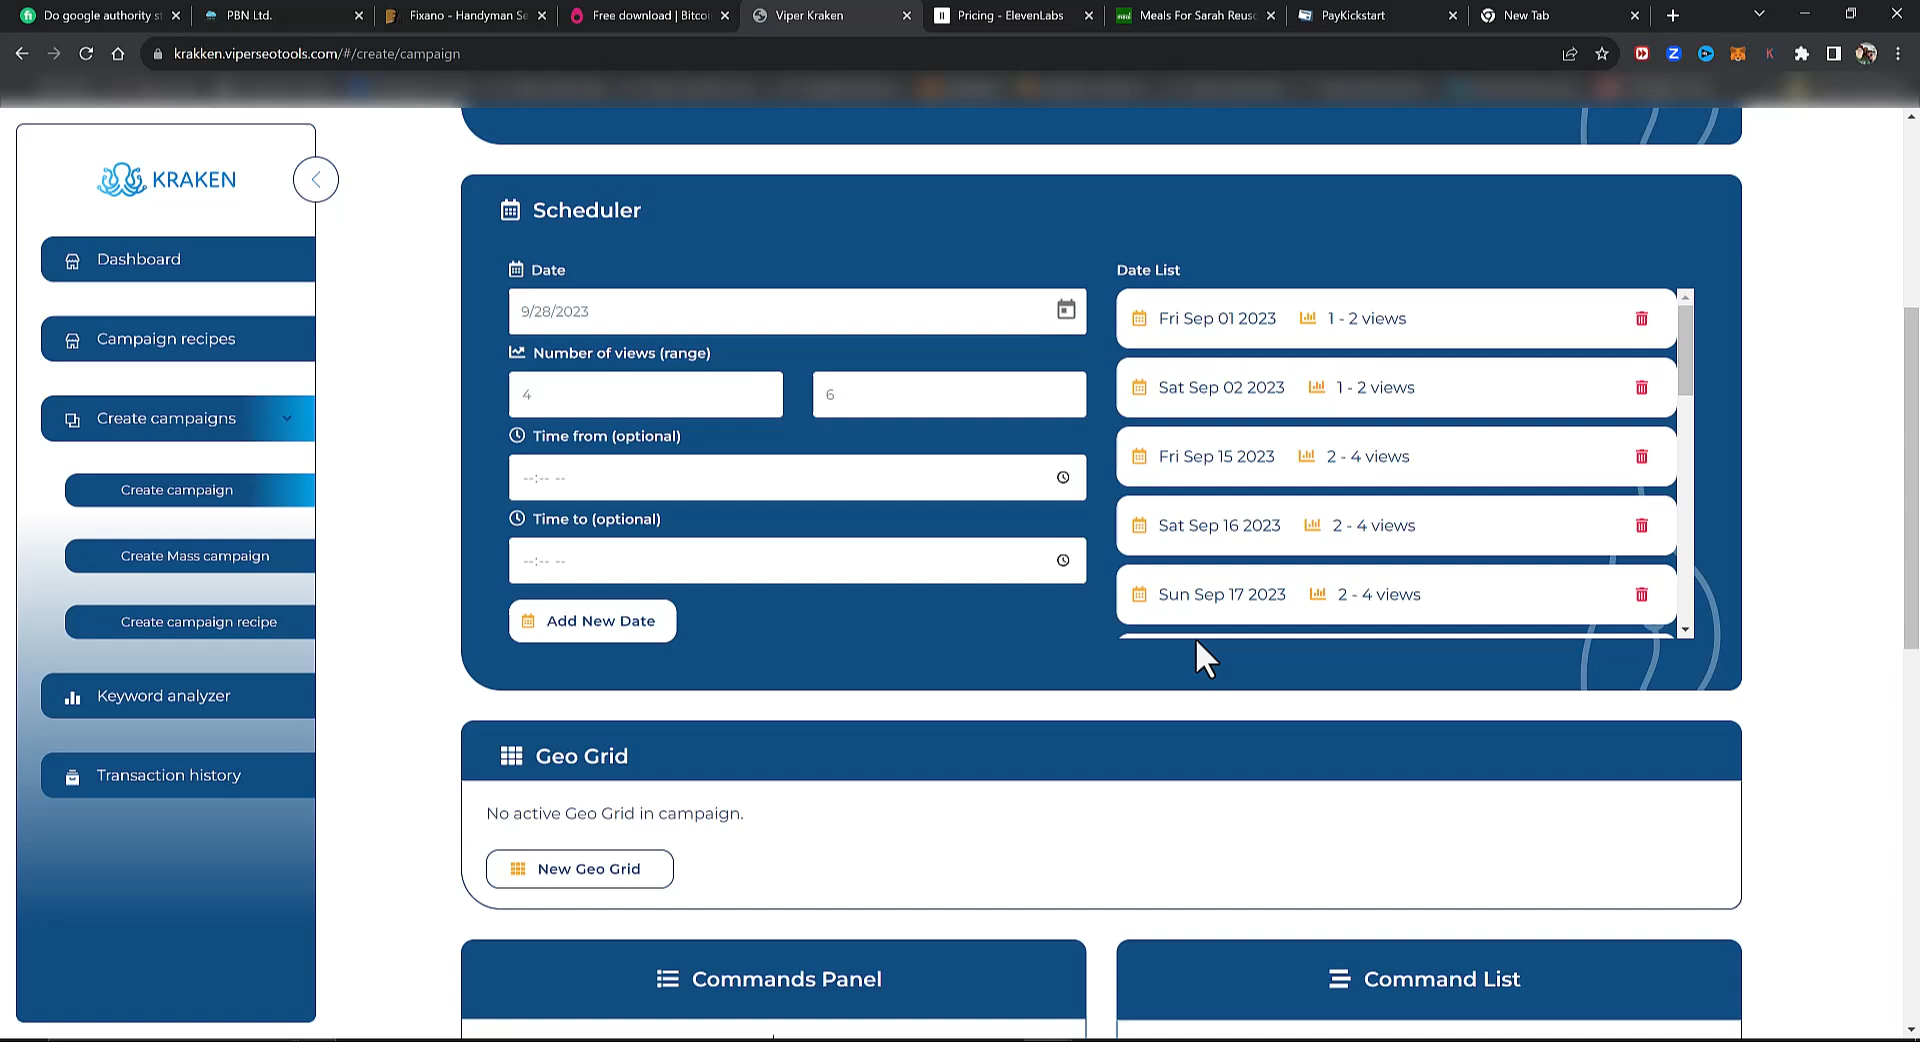 Do google authority st
PBN Ltd.
Fixano - Handyman Se
Free download | Bitcoi
Viper Kraken
Pricing - ElevenLabs
Meals For Sarah Reusc
PayKickstart
New Tab
krakken.viperseotools.com/#/create/campaign
KRAKEN
Dashboard
Campaign recipes
Create campaigns
Create campaign
Create Mass campaign
Create campaign recipe
Keyword analyzer
Transaction history
Scheduler
Date
9/28/2023
Number of views (range)
4
6
Time from (optional)
--:-- --
Time to (optional)
--:-- --
Add New Date
Date List
Fri Sep 01 2023 1 - 2 views
Sat Sep 02 2023 1 - 2 views
Fri Sep 15 2023 2 - 4 views
Sat Sep 16 2023 2 - 4 views
Sun Sep 17 2023 2 - 4 views
Geo Grid
No active Geo Grid in campaign.
New Geo Grid
Commands Panel
Command List